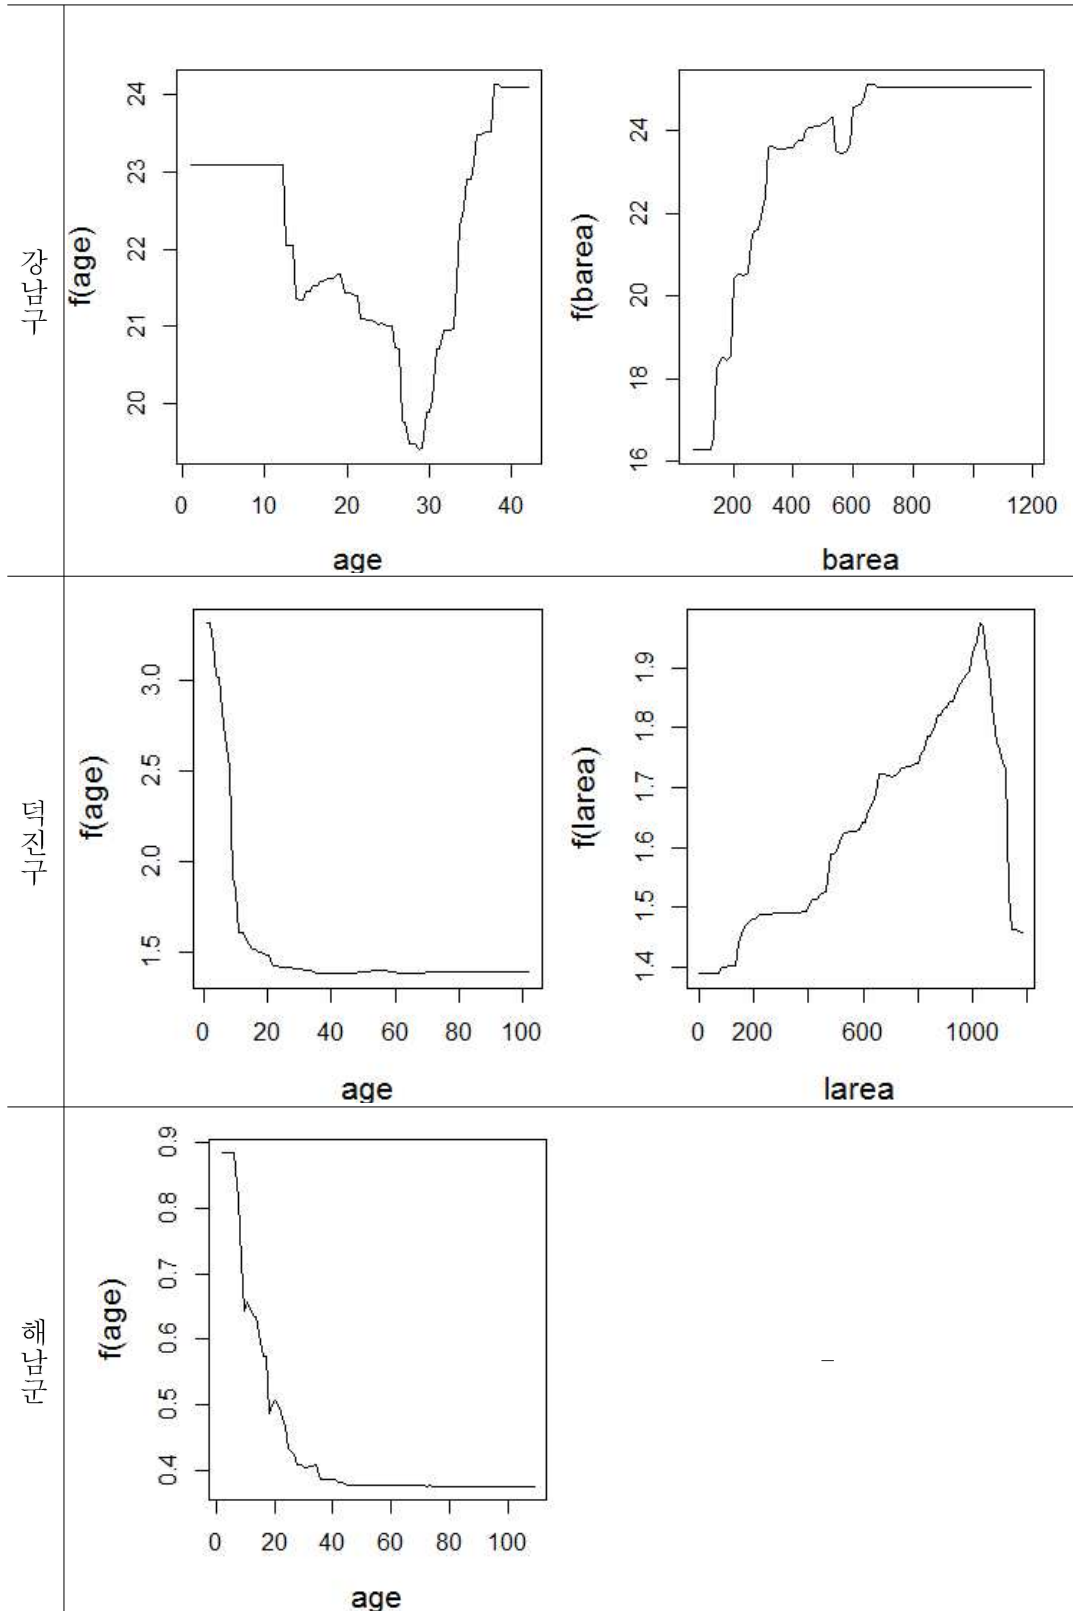 강남구
f(age)
24
23
22
21
20
0 10 20 30 40
age
f(barea)
24
22
20
18
16
200 400 600 800 1200
barea
덕진구
f(age)
3.0
2.5
2.0
1.5
0 20 40 60 80 100
age
f(larea)
1.9
1.8
1.7
1.6
1.5
1.4
0 200 600 1000
larea
해남군
f(age)
0.9
0.8
0.7
0.6
0.5
0.4
0 20 40 60 80 100
age
–